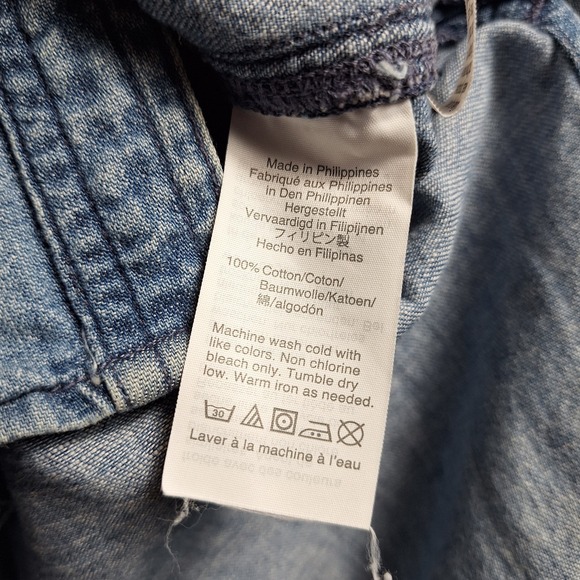 Made in Philippines
Fabriqué aux Philippines
in Den Philippinen
Hergestellt
Vervaardigd in Filipijnen
フィリピン製
Hecho en Filipinas
100% Cotton/Coton/
Baumwolle/Katoen/
綿/algodón
Machine wash cold with
like colors. Non chlorine
bleach only. Tumble dry
low. Warm iron as needed.
30
Laver à la machine à l'eau